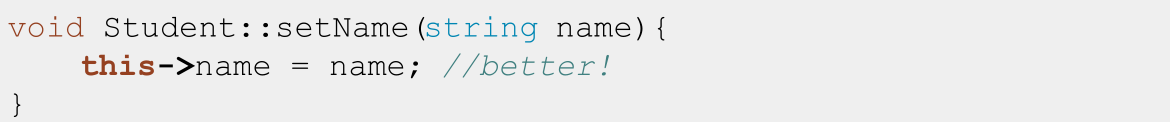 void Student::setName(string name){
    this->name = name; //better!
}